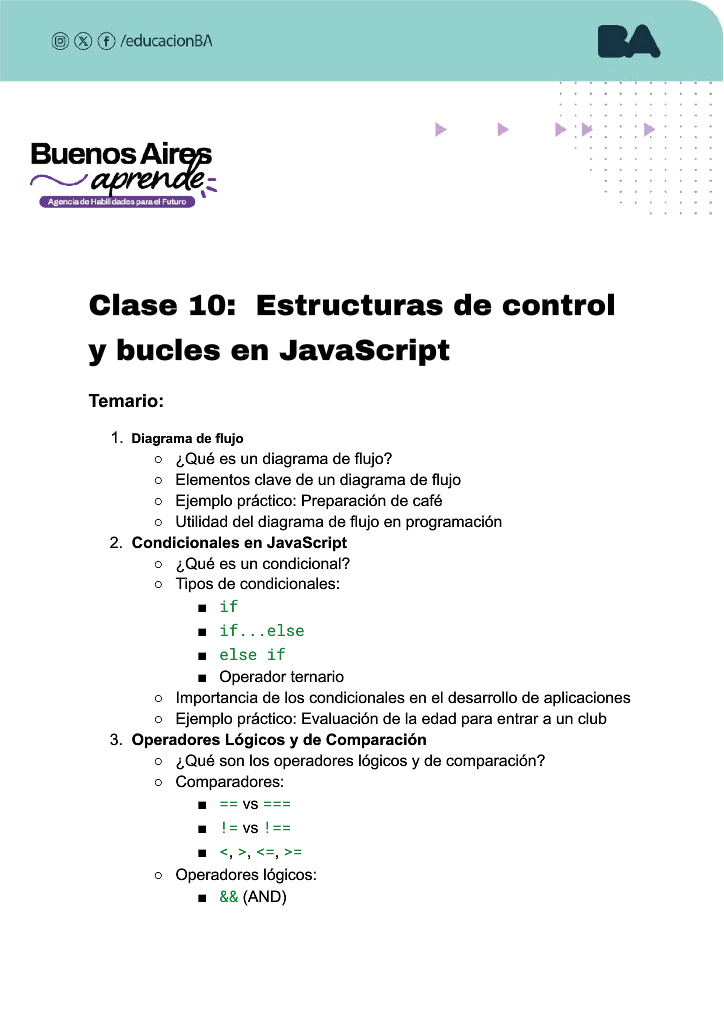 /educacionBA
BA
Buenos Aires
aprende
Agencia de Habilidades para el Futuro
Clase 10:  Estructuras de control
y bucles en JavaScript
Temario:
1. Diagrama de flujo
○ ¿Qué es un diagrama de flujo?
○ Elementos clave de un diagrama de flujo
○ Ejemplo práctico: Preparación de café
○ Utilidad del diagrama de flujo en programación
2. Condicionales en JavaScript
○ ¿Qué es un condicional?
○ Tipos de condicionales:
■ if
■ if...else
■ else if
■ Operador ternario
○ Importancia de los condicionales en el desarrollo de aplicaciones
○ Ejemplo práctico: Evaluación de la edad para entrar a un club
3. Operadores Lógicos y de Comparación
○ ¿Qué son los operadores lógicos y de comparación?
○ Comparadores:
■ == vs ===
■ != vs !==
■ <, >, <=, >=
○ Operadores lógicos:
■ && (AND)